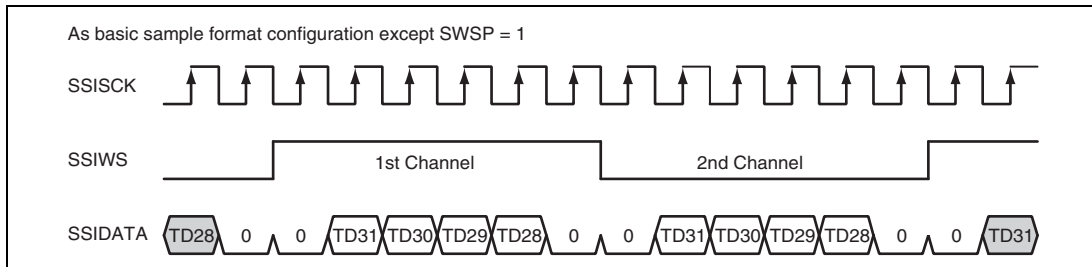 As basic sample format configuration except SWSP = 1
SSISCK
SSIWS 1st Channel 2nd Channel
SSIDATA TD28 0 0 TD31 TD30 TD29 TD28 0 0 TD31 TD30 TD29 TD28 0 0 TD31